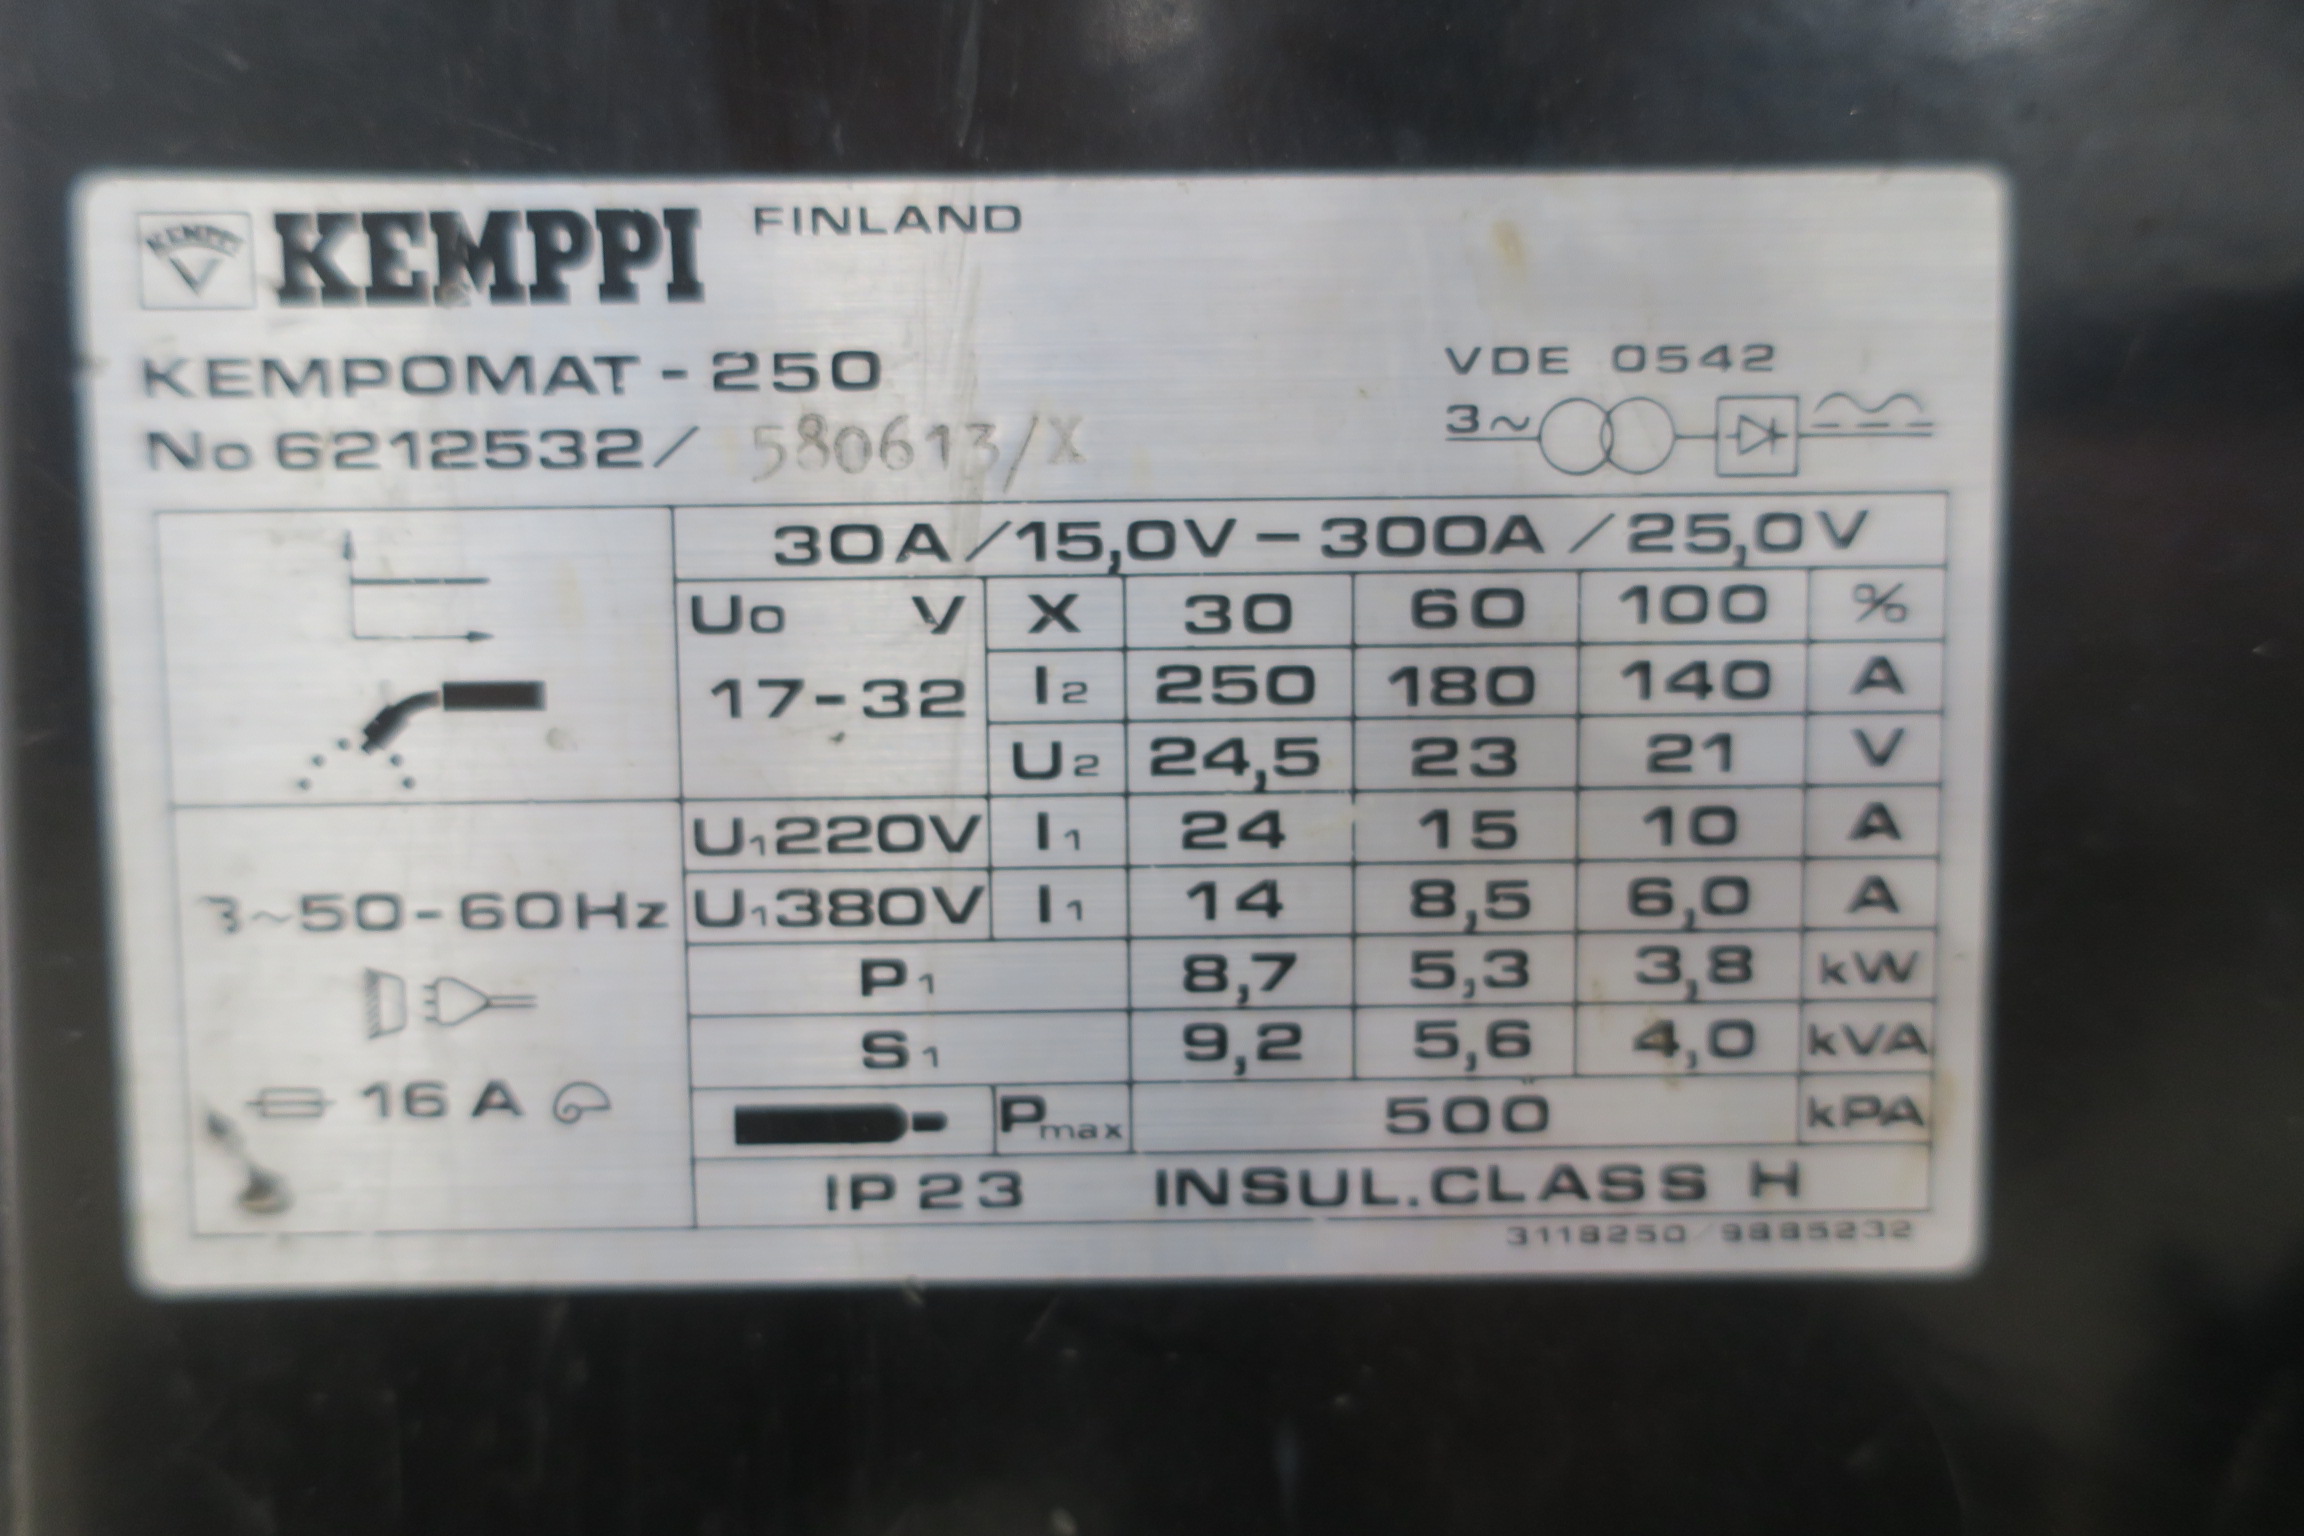 KEMPPI KEMPPI FINLAND
KEMPOMAT - 250
VDE 0542
No 6212532/ 580613/X
3~
30A/15,0V – 300A/25,0V
Uo V X 30 60 100 %
17-32 I2 250 180 140 A
U2 24,5 23 21 V
U1 220V I1 24 15 10 A
3~50-60Hz U1 380V I1 14 8,5 6,0 A
P1 8,7 5,3 3,8 kW
S1 9,2 5,6 4,0 kVA
16 A Pmax 500 kPA
IP 23 INSUL.CLASS H
3118250/9885232